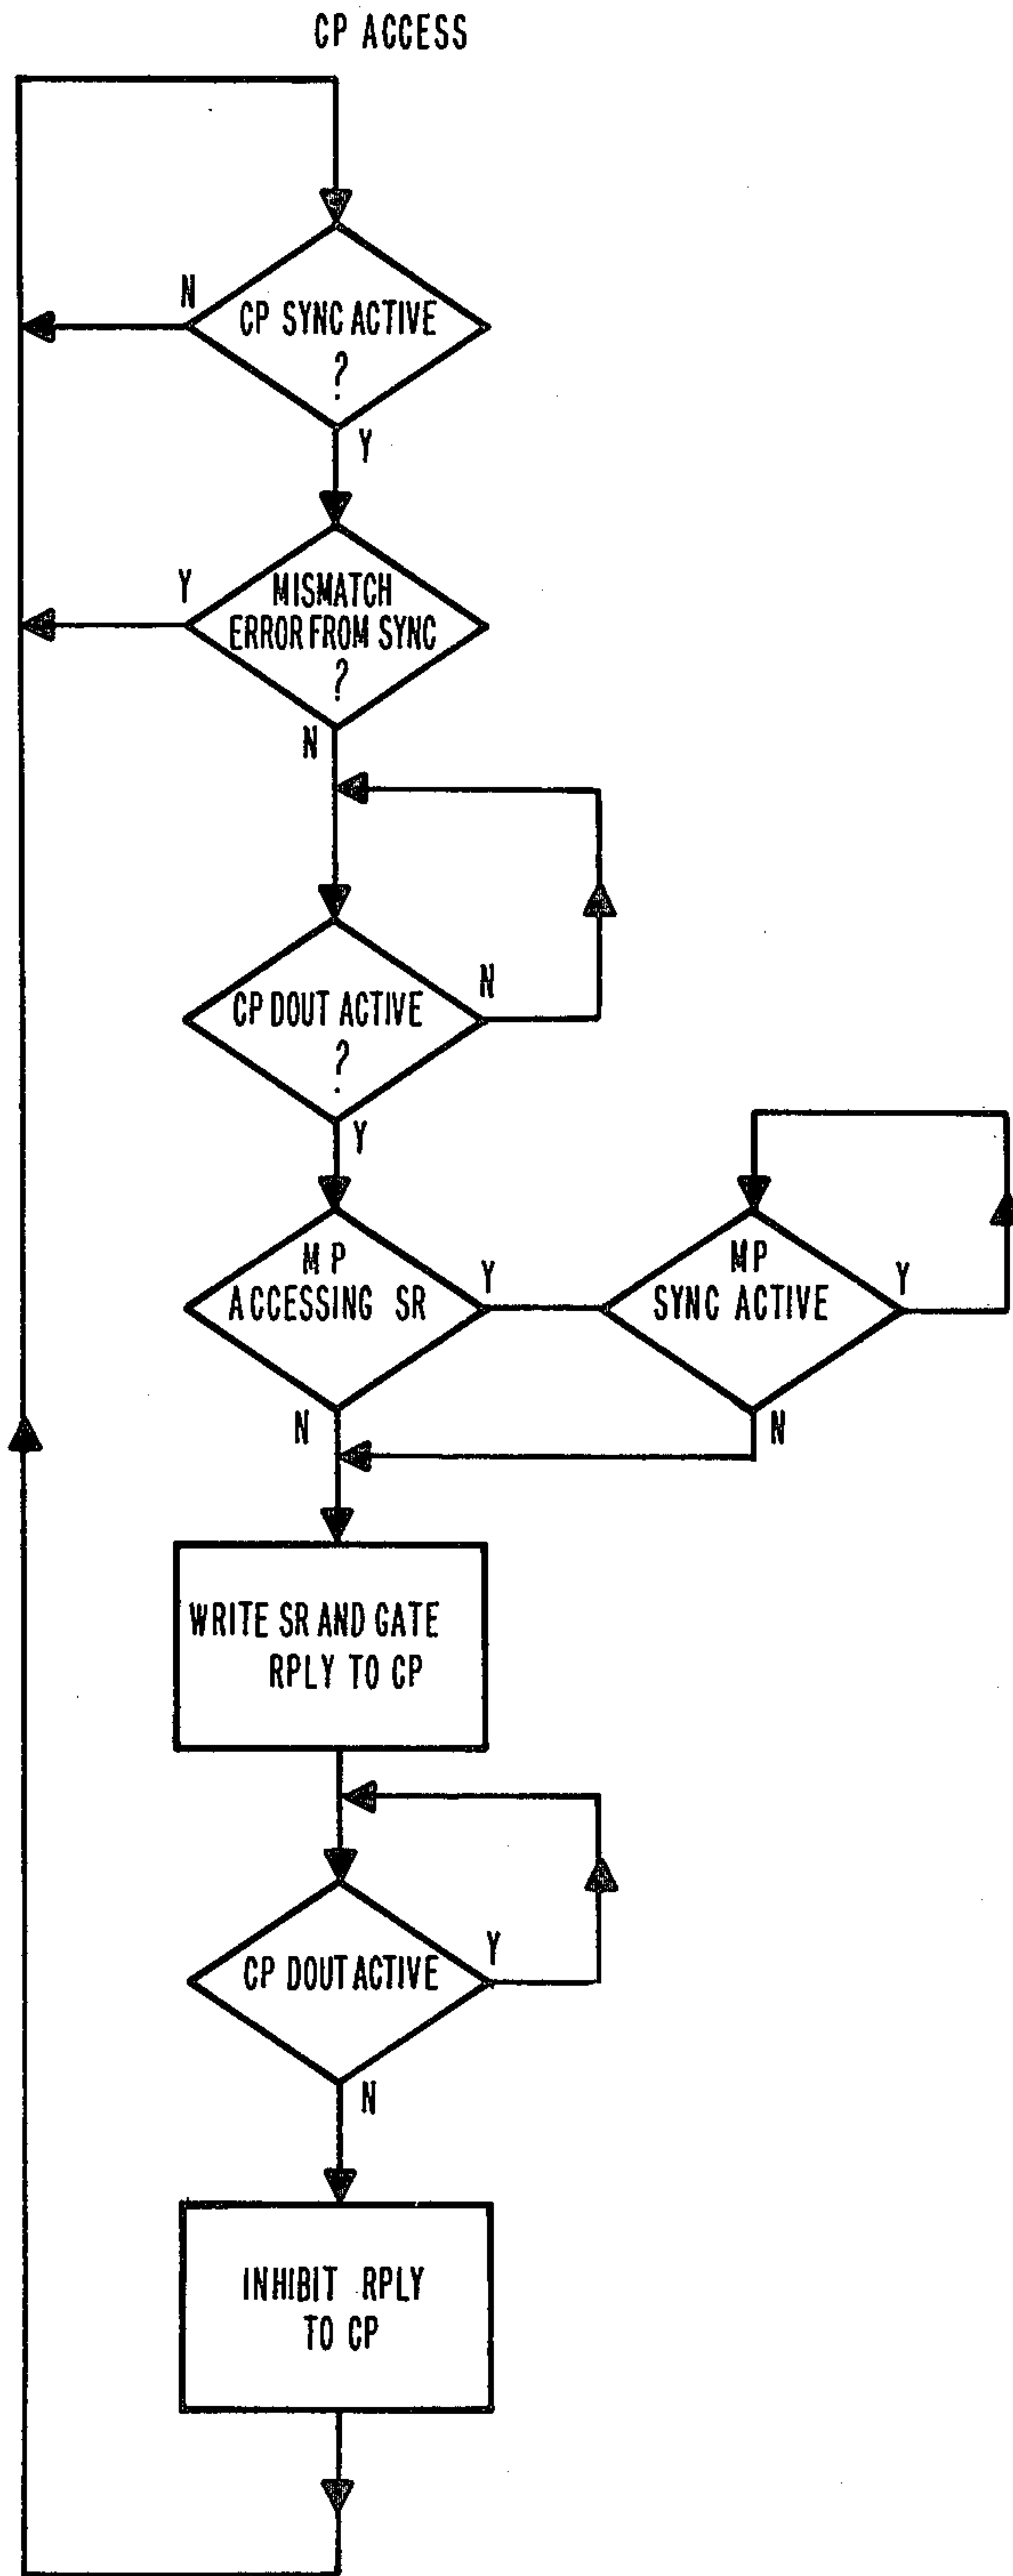 CP ACCESS
N
CP SYNC ACTIVE
?
Y
Y
MISMATCH
ERROR FROM SYNC
?
N
N
CP DOUT ACTIVE
?
Y
MP
ACCESSING SR
Y
MP
SYNC ACTIVE
Y
N
N
WRITE SR AND GATE
RPLY TO CP
Y
CP DOUT ACTIVE
N
INHIBIT RPLY
TO CP